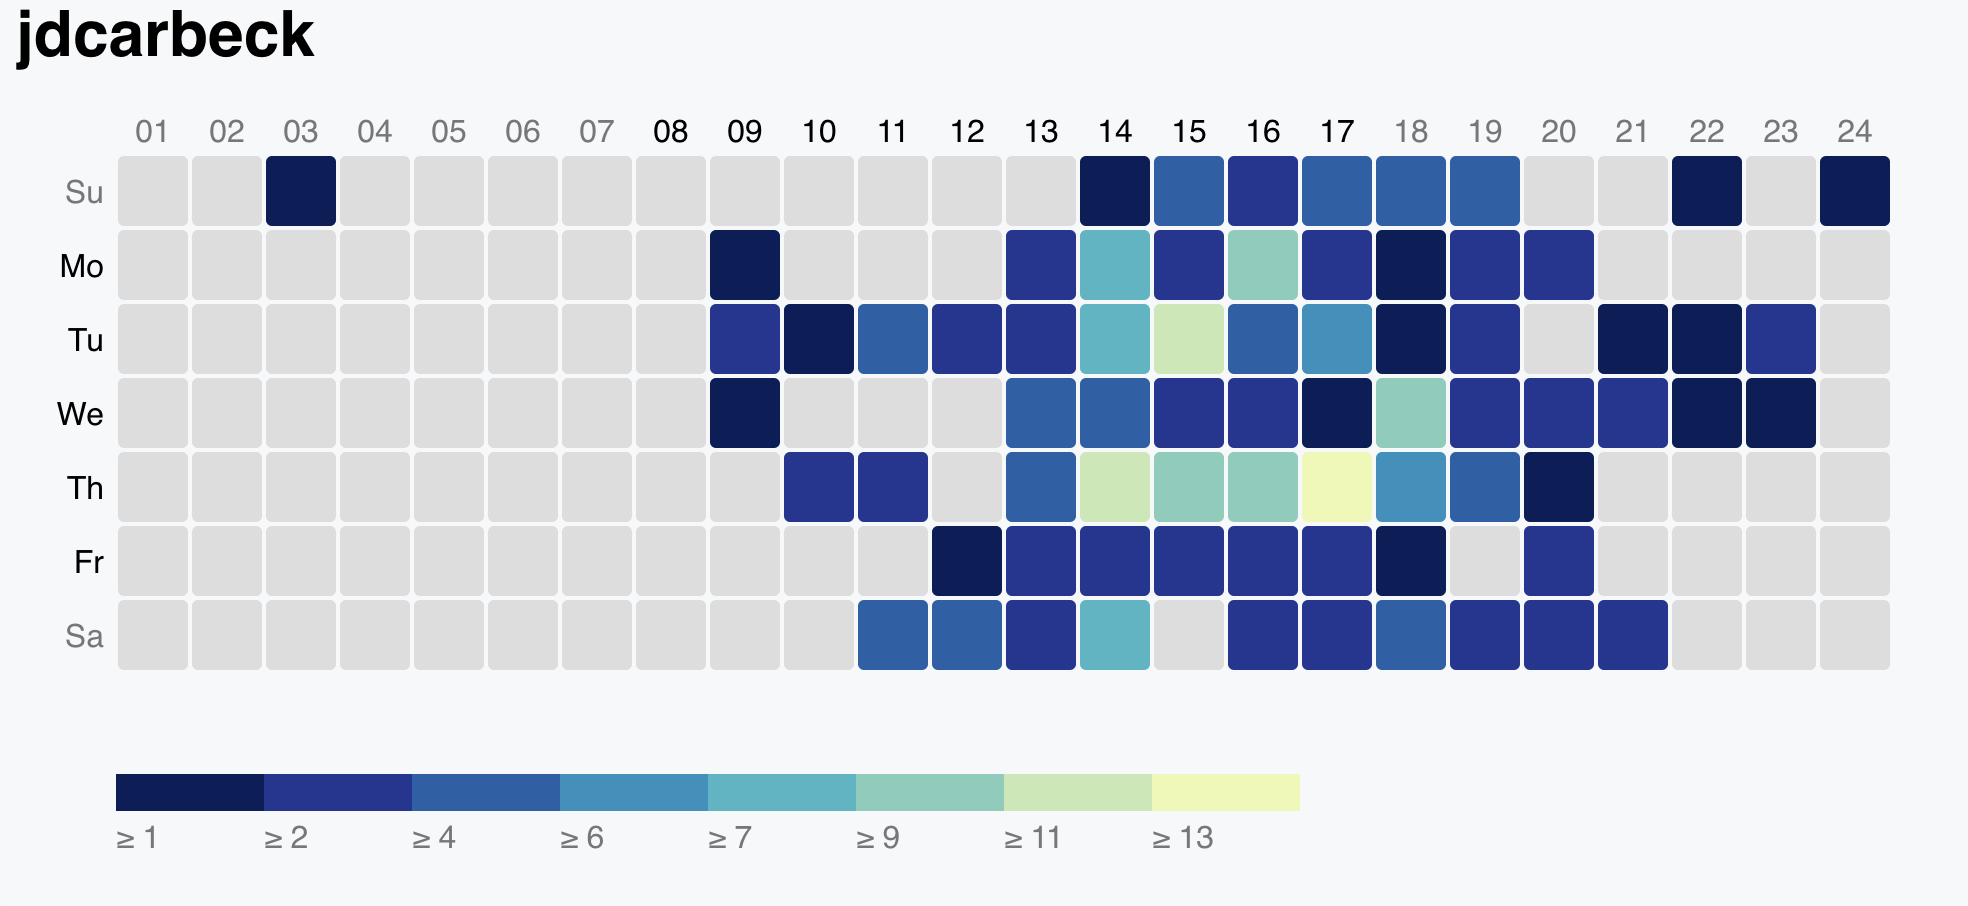 jdcarbeck
01 02 03 04 05 06 07 08 09 10 11 12 13 14 15 16 17 18 19 20 21 22 23 24
Su
Mo
Tu
We
Th
Fr
Sa
≥ 1 ≥ 2 ≥ 4 ≥ 6 ≥ 7 ≥ 9 ≥ 11 ≥ 13